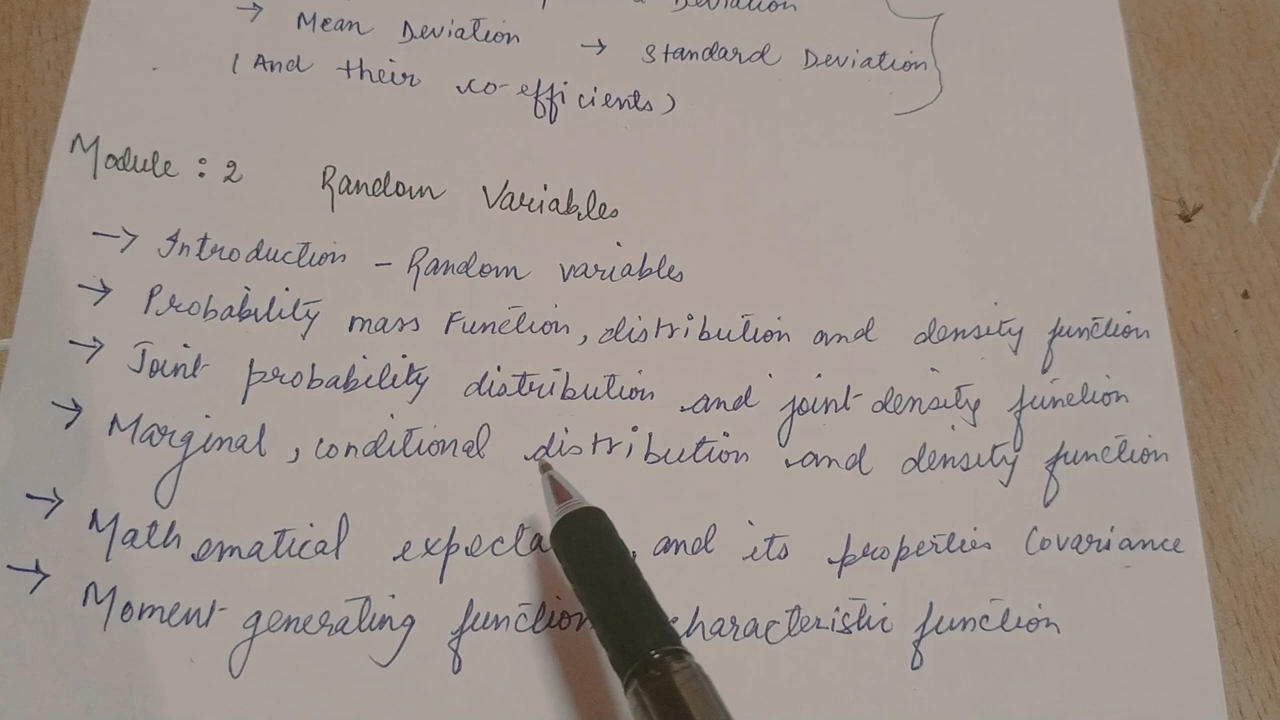 Deviation
→ Mean Deviation → Standard Deviation
(And their co-efficients)
Module : 2 Random Variables
→ Introduction - Random variables
→ Probability mass Function, distribution and density function
→ Joint probability distribution and joint density function
→ Marginal, conditional distribution and density function
→ Mathematical expecta , and its properties Covariance
→ Moment generating function characteristic function